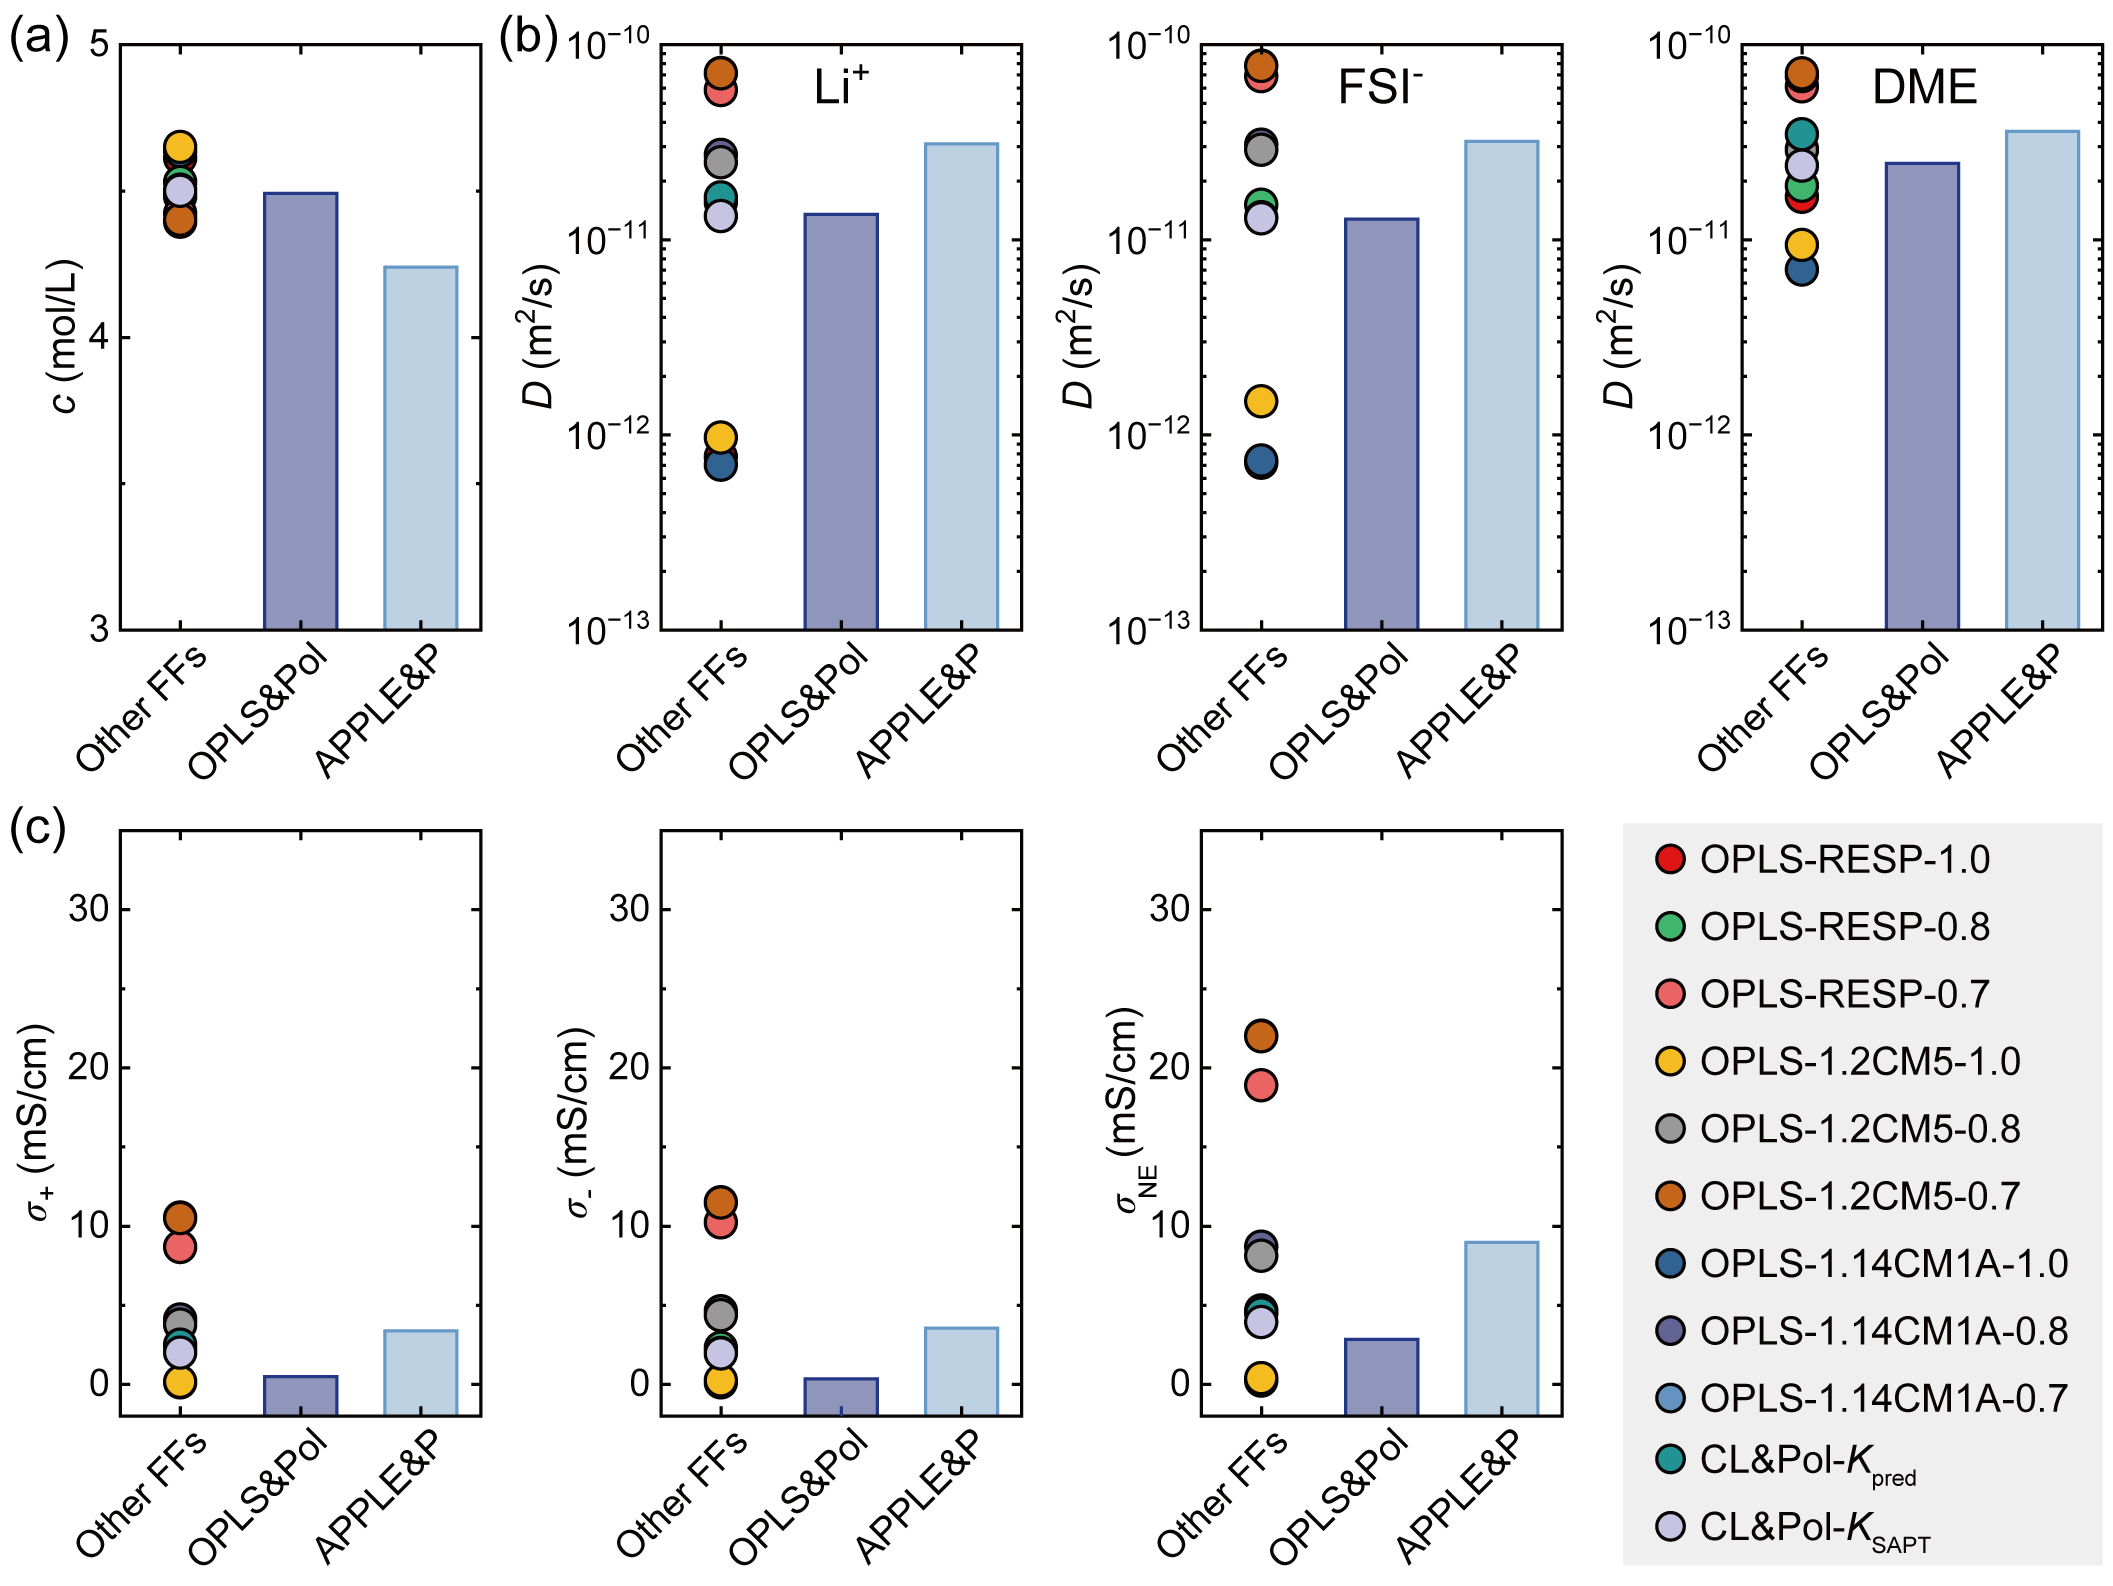 (a)
5
4
3
c (mol/L)
Other FFs
OPLS&Pol
APPLE&P
(b)
Li⁺
10⁻¹⁰
10⁻¹¹
10⁻¹²
10⁻¹³
D (m²/s)
Other FFs
OPLS&Pol
APPLE&P
FSI⁻
10⁻¹⁰
10⁻¹¹
10⁻¹²
10⁻¹³
D (m²/s)
Other FFs
OPLS&Pol
APPLE&P
DME
10⁻¹⁰
10⁻¹¹
10⁻¹²
10⁻¹³
D (m²/s)
Other FFs
OPLS&Pol
APPLE&P
(c)
30
20
10
0
σ₊ (mS/cm)
Other FFs
OPLS&Pol
APPLE&P
30
20
10
0
σ₋ (mS/cm)
Other FFs
OPLS&Pol
APPLE&P
30
20
10
0
σNE (mS/cm)
Other FFs
OPLS&Pol
APPLE&P
OPLS-RESP-1.0
OPLS-RESP-0.8
OPLS-RESP-0.7
OPLS-1.2CM5-1.0
OPLS-1.2CM5-0.8
OPLS-1.2CM5-0.7
OPLS-1.14CM1A-1.0
OPLS-1.14CM1A-0.8
OPLS-1.14CM1A-0.7
CL&Pol-Kpred
CL&Pol-KSAPT